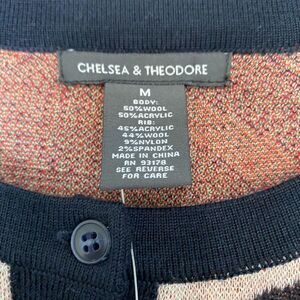 CHELSEA & THEODORE
M
BODY:
50%WOOL
50%ACRYLIC
RIB:
45%ACRYLIC
44%WOOL
9%NYLON
2%SPANDEX
MADE IN CHINA
RN 93178
SEE REVERSE
FOR CARE